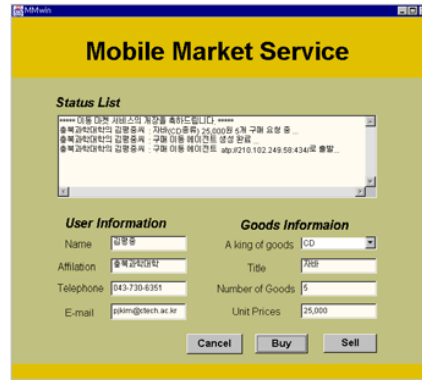 MMwin
Mobile Market Service
Status List
***** 이동 마켓 서비스의 개장을 축하드립니다. *****
충북과학대학의 김평중씨 : 자바(CD종류) 25,000원 5개 구매 요청 중...
충북과학대학의 김평중씨 : 구매 이동 에이전트 생성 완료...
충북과학대학의 김평중씨 : 구매 이동 에이전트 atp://210.102.249.58:434/로 출발...
User Information
Goods Informaion
Name 김평중
A king of goods CD
Affilation 충북과학대학
Title 자바
Telephone 043-730-6351
Number of Goods 5
E-mail pjkim@ctech.ac.kr
Unit Prices 25,000
Cancel Buy Sell